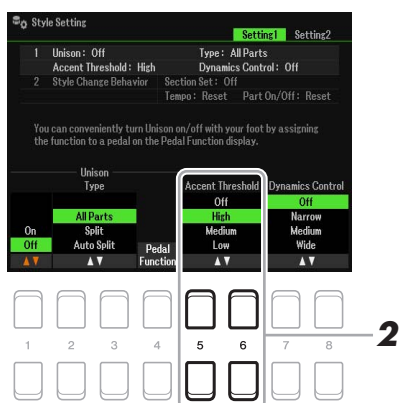 Style Setting
Setting1 Setting2
1 Unison: Off Type: All Parts
Accent Threshold: High Dynamics Control: Off
2 Style Change Behavior Section Set: Off
Tempo: Reset Part On/Off: Reset
You can conveniently turn Unison on/off with your foot by assigning
the function to a pedal on the Pedal Function display.
Unison
Type Accent Threshold Dynamics Control
Off Off
All Parts High Narrow
On Split Medium Medium
Off Auto Split Pedal Low Wide
Function
1 2 3 4 5 6 7 8
2